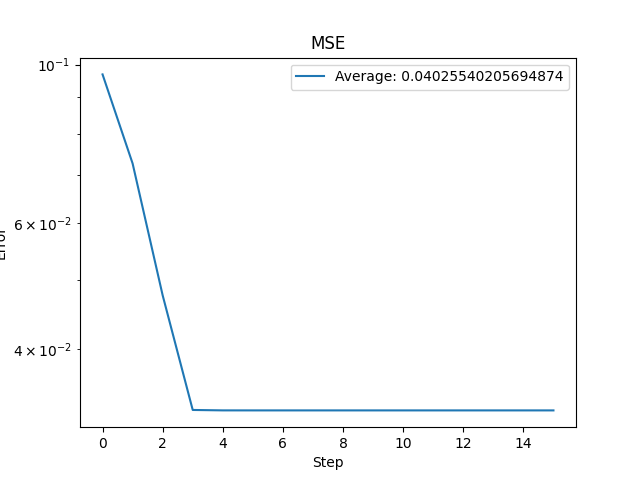 MSE
Average: 0.04025540205694874
10⁻¹
6 × 10⁻²
4 × 10⁻²
Error
0 2 4 6 8 10 12 14
Step